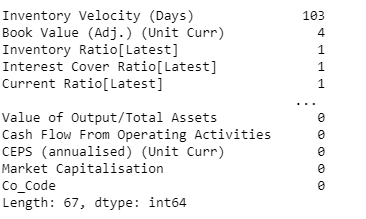 Inventory Velocity (Days) 103
Book Value (Adj.) (Unit Curr) 4
Inventory Ratio[Latest] 1
Interest Cover Ratio[Latest] 1
Current Ratio[Latest] 1
...
Value of Output/Total Assets 0
Cash Flow From Operating Activities 0
CEPS (annualised) (Unit Curr) 0
Market Capitalisation 0
Co_Code 0
Length: 67, dtype: int64